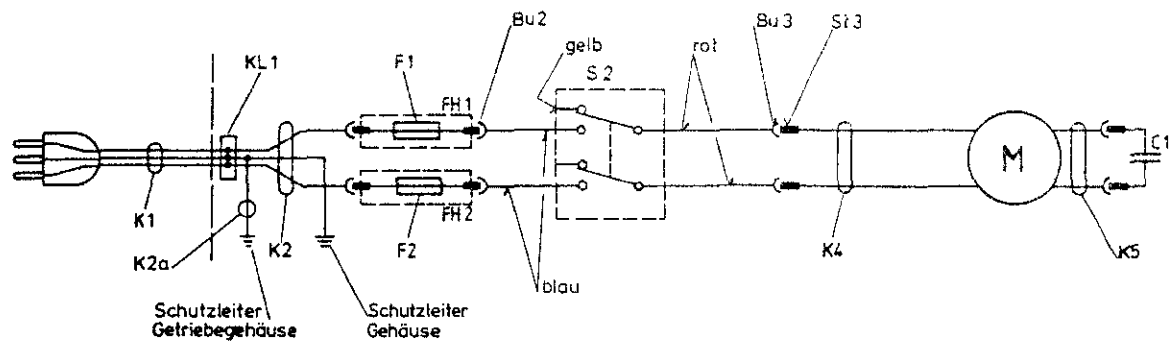 Bu2
Bu3
St3
gelb
rot
KL1
F1
S2
FH1
C1
M
K1
K2
F2
FH2
K4
K5
K2a
blau
Schutzleiter
Getriebegehäuse
Schutzleiter
Gehäuse